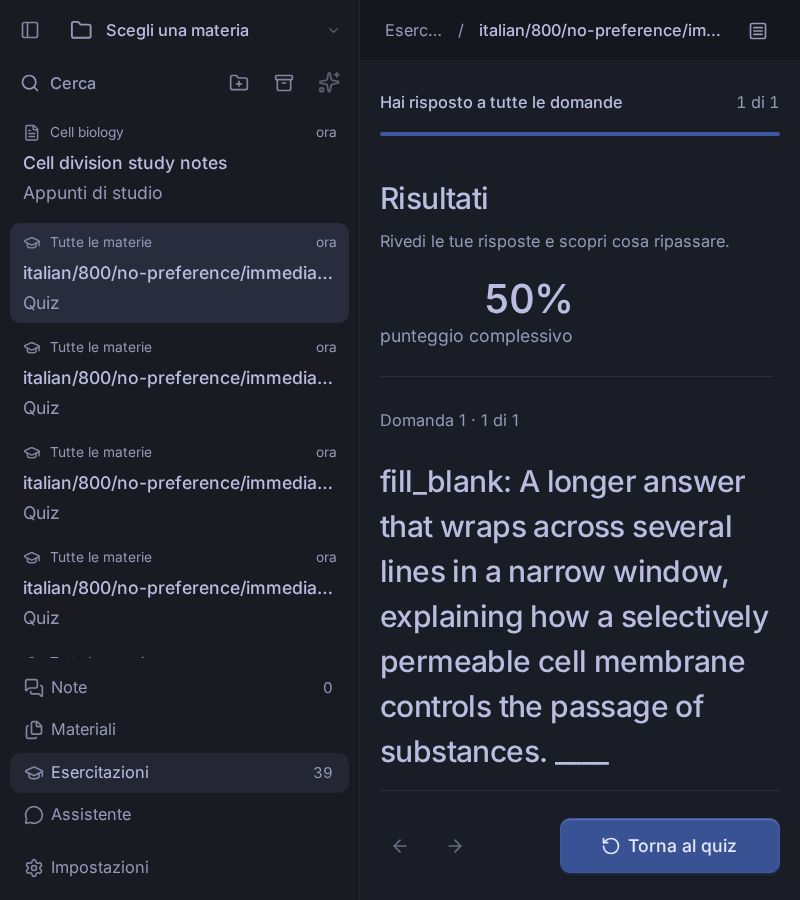 Scegli una materia
Cerca
Cell biology
ora
Cell division study notes
Appunti di studio
Tutte le materie
ora
italian/800/no-preference/immedia...
Quiz
Tutte le materie
ora
italian/800/no-preference/immedia...
Quiz
Tutte le materie
ora
italian/800/no-preference/immedia...
Quiz
Tutte le materie
ora
italian/800/no-preference/immedia...
Quiz
Note
0
Materiali
Esercitazioni
39
Assistente
Impostazioni
Eserc... / italian/800/no-preference/im...
Hai risposto a tutte le domande
1 di 1
Risultati
Rivedi le tue risposte e scopri cosa ripassare.
50%
punteggio complessivo
Domanda 1 · 1 di 1
fill_blank: A longer answer
that wraps across several
lines in a narrow window,
explaining how a selectively
permeable cell membrane
controls the passage of
substances. ____
Torna al quiz